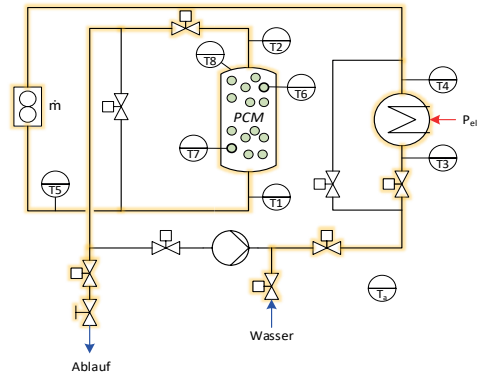 T2
T8
T4
ṁ
PCM
T6
P_el
T7
T3
T5
T1
T_a
Wasser
Ablauf